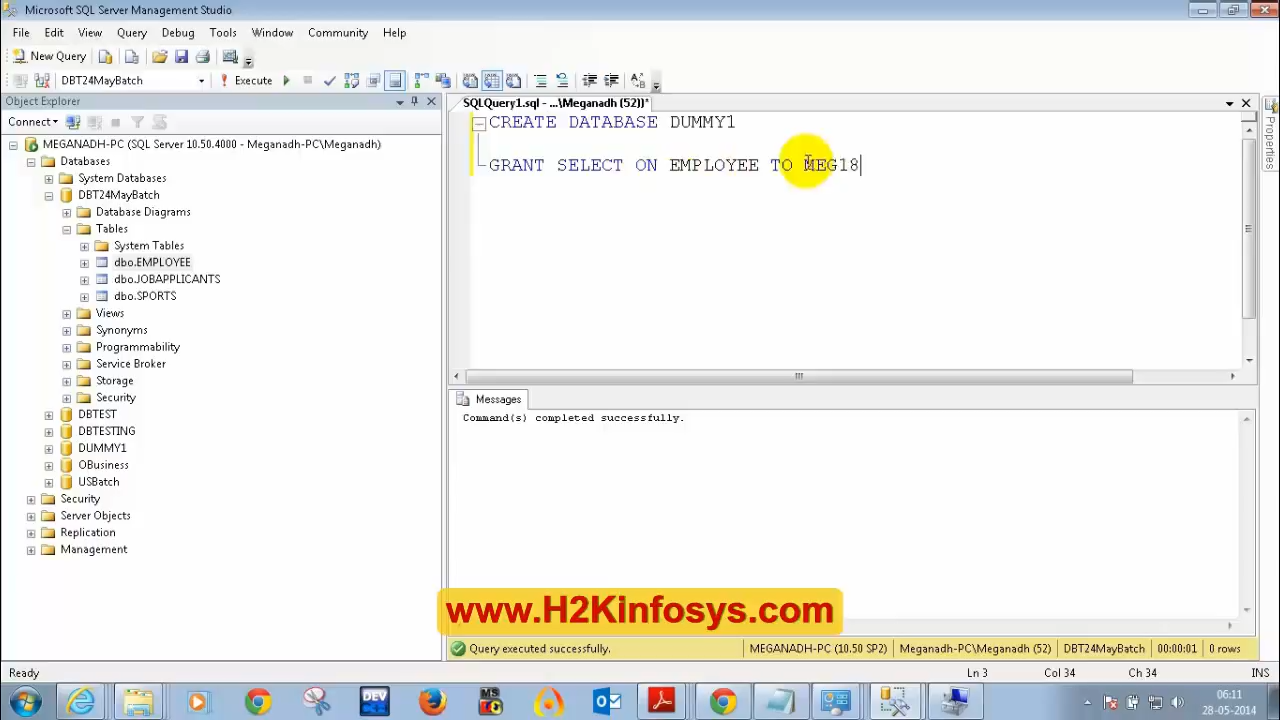 Microsoft SQL Server Management Studio
File Edit View Query Debug Tools Window Community Help
New Query
DBT24MayBatch Execute
Object Explorer
SQLQuery1.sql - ...\Meganadh (52))*
Connect
MEGANADH-PC (SQL Server 10.50.4000 - Meganadh-PC\Meganadh)
Databases
System Databases
DBT24MayBatch
Database Diagrams
Tables
System Tables
dbo.EMPLOYEE
dbo.JOBAPPLICANTS
dbo.SPORTS
Views
Synonyms
Programmability
Service Broker
Storage
Security
DBTEST
DBTESTING
DUMMY1
OBusiness
USBatch
Security
Server Objects
Replication
Management
CREATE DATABASE DUMMY1
GRANT SELECT ON EMPLOYEE TO MEG18
Properties
Messages
Command(s) completed successfully.
www.H2Kinfosys.com
Query executed successfully. MEGANADH-PC (10.50 SP2) Meganadh-PC\Meganadh (52) DBT24MayBatch 00:00:01 0 rows
Ready Ln 3 Col 34 Ch 34 INS
DEV
MS
06:11
28-05-2014